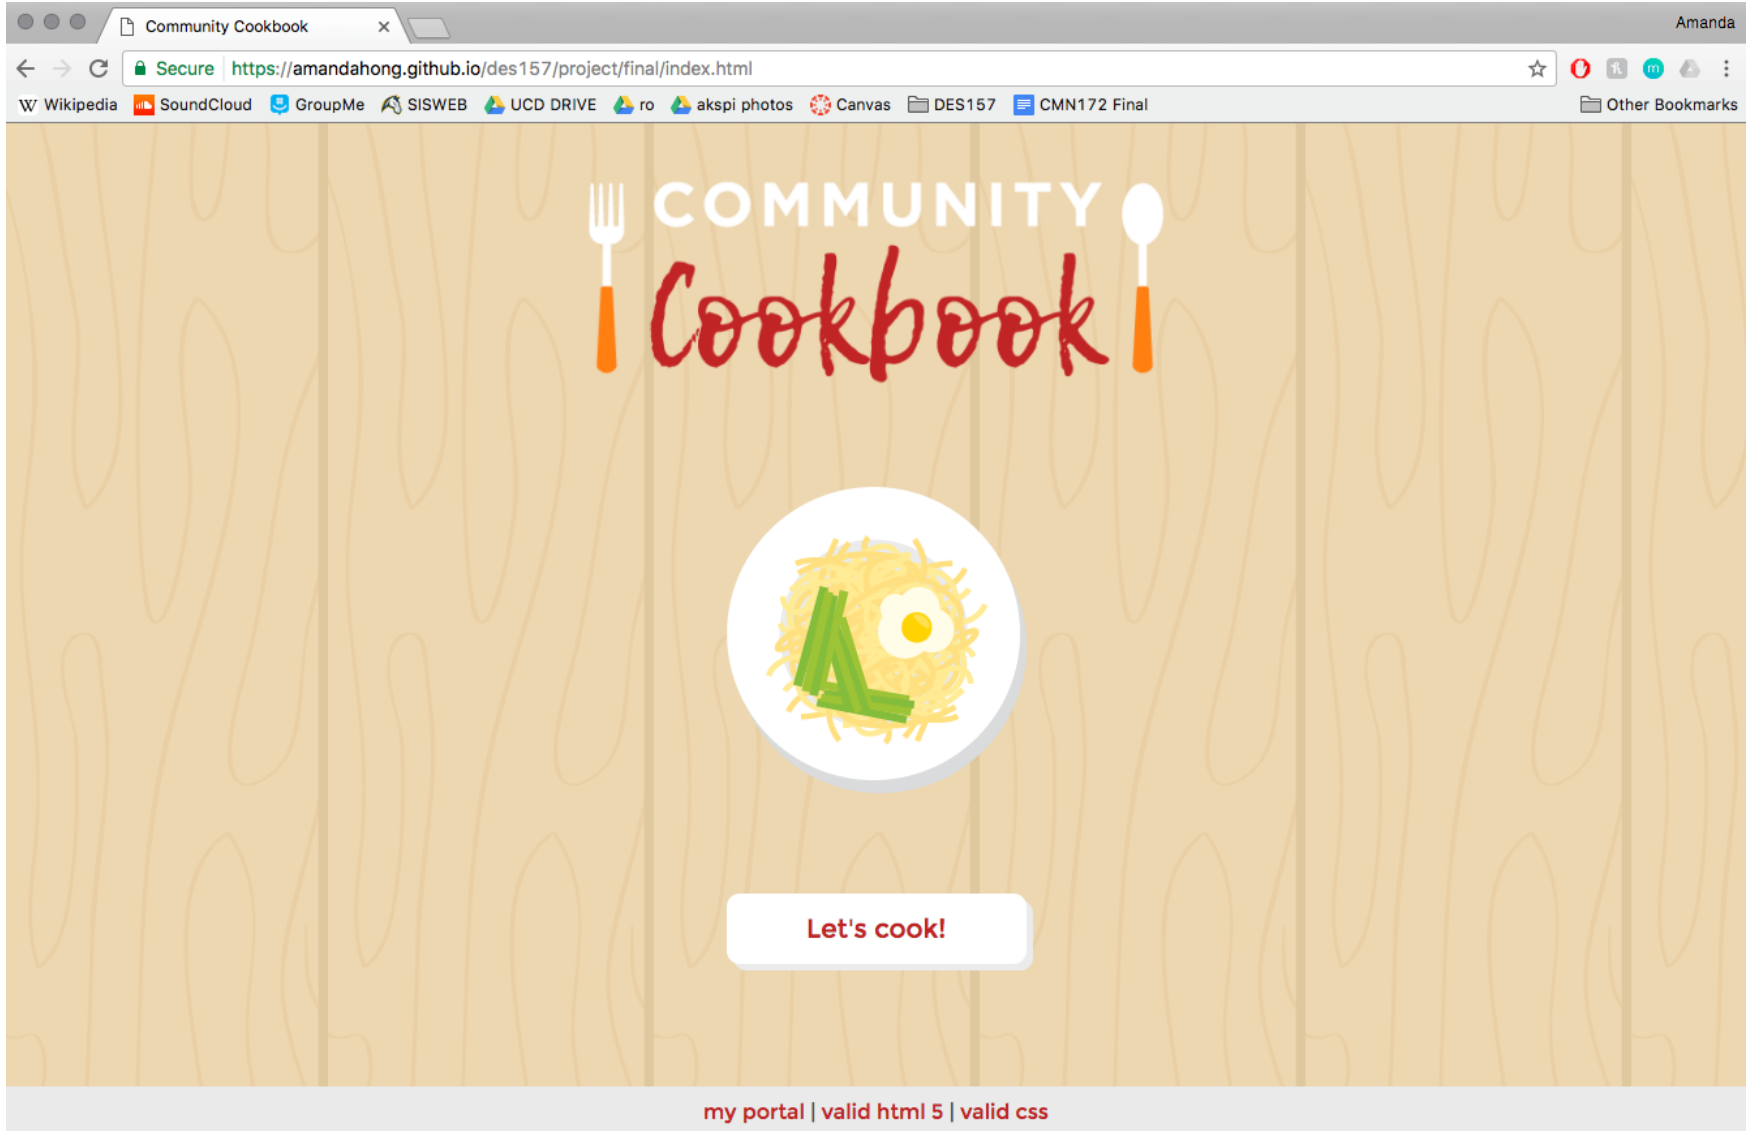 Community Cookbook
Amanda
Secure https://amandahong.github.io/des157/project/final/index.html
W Wikipedia SoundCloud GroupMe SISWEB UCD DRIVE ro akspi photos Canvas DES157 CMN172 Final Other Bookmarks
COMMUNITY
Cookbook
Let's cook!
my portal | valid html 5 | valid css